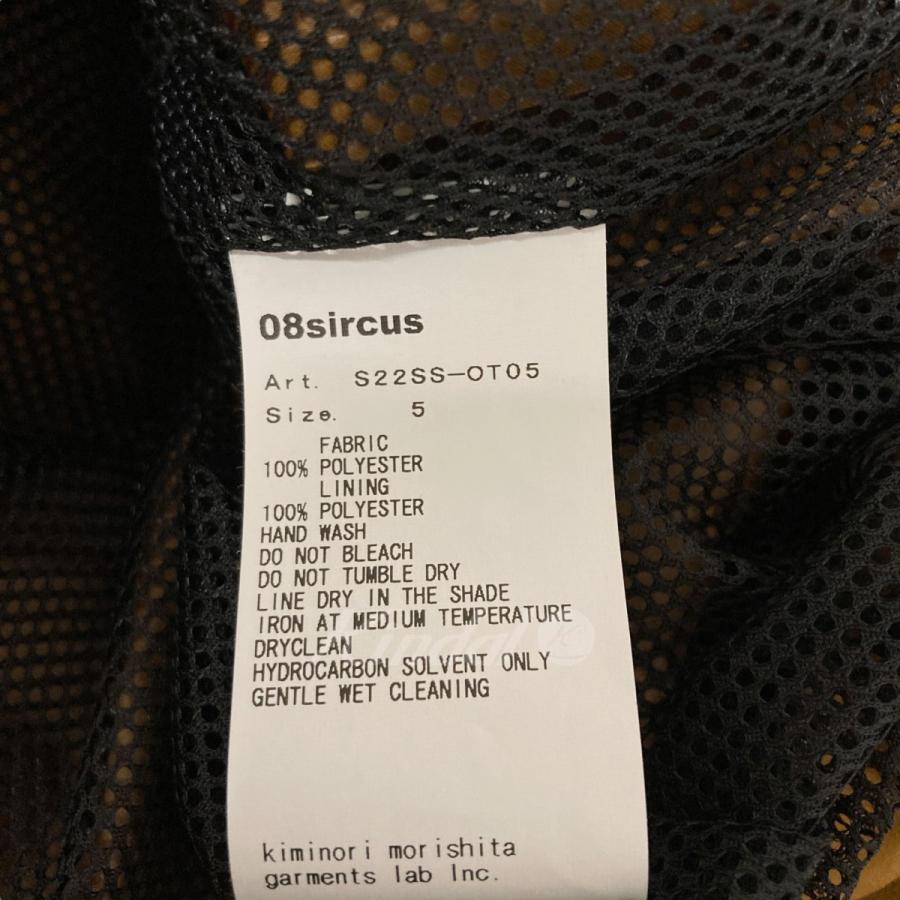 08sircus
Art. S22SS-OT05
Size. 5
FABRIC
100% POLYESTER
LINING
100% POLYESTER
HAND WASH
DO NOT BLEACH
DO NOT TUMBLE DRY
LINE DRY IN THE SHADE
IRON AT MEDIUM TEMPERATURE
DRYCLEAN
HYDROCARBON SOLVENT ONLY
GENTLE WET CLEANING
kiminori morishita
garments lab Inc.